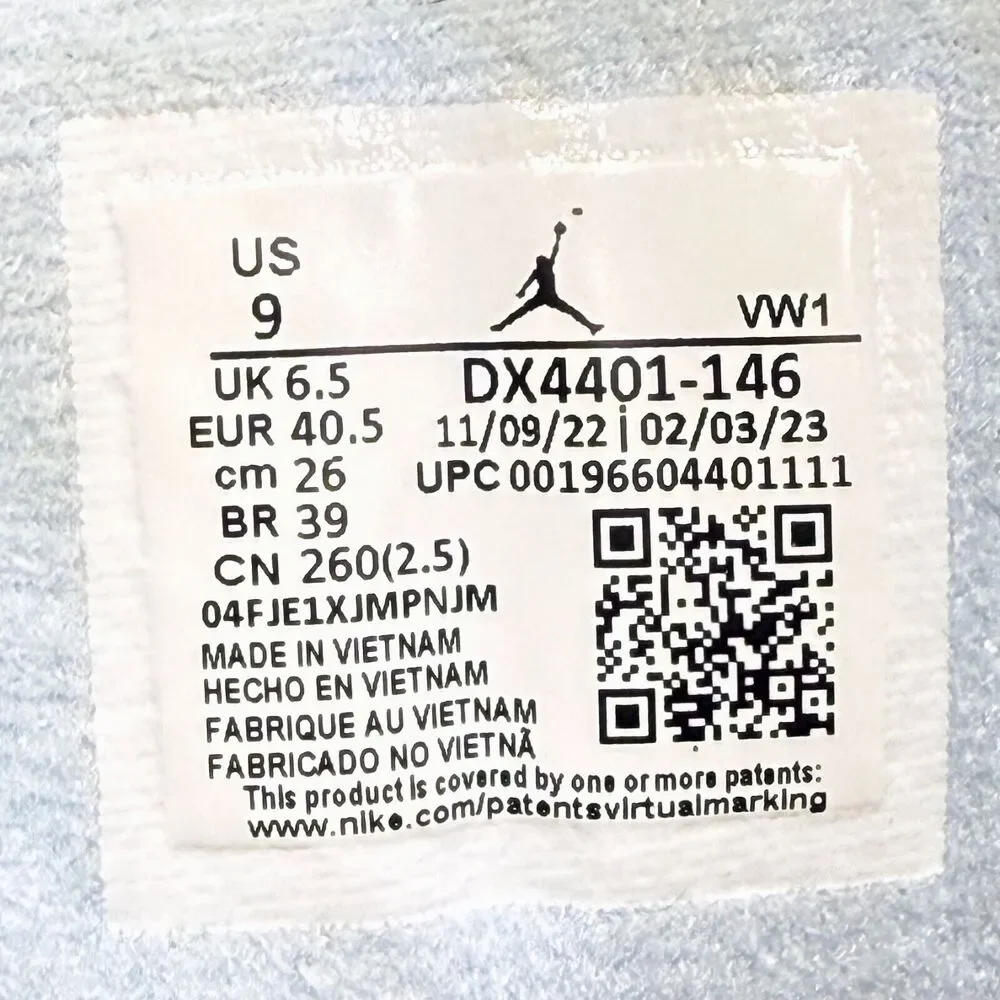 US
9
VW1
UK 6.5
DX4401-146
EUR 40.5
11/09/22 | 02/03/23
cm 26
UPC 00196604401111
BR 39
CN 260(2.5)
04FJE1XJMPNJM
MADE IN VIETNAM
HECHO EN VIETNAM
FABRIQUE AU VIETNAM
FABRICADO NO VIETNÃ
This product is covered by one or more patents:
www.nike.com/patentsvirtualmarking